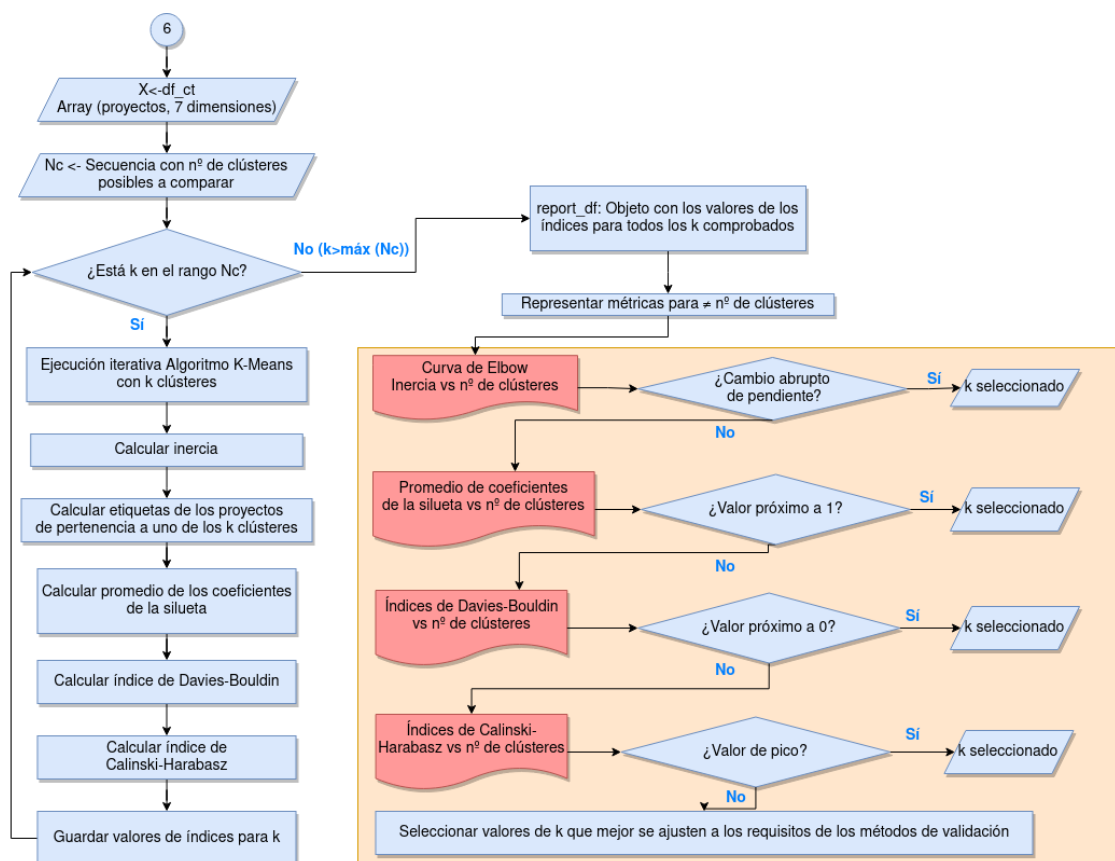 6
X<-df_ct
Array (proyectos, 7 dimensiones)
Nc <- Secuencia con nº de clústeres
posibles a comparar
¿Está k en el rango Nc?
No (k>máx (Nc))
Sí
Ejecución iterativa Algoritmo K-Means
con k clústeres
Calcular inercia
Calcular etiquetas de los proyectos
de pertenencia a uno de los k clústeres
Calcular promedio de los coeficientes
de la silueta
Calcular índice de Davies-Bouldin
Calcular índice de
Calinski-Harabasz
Guardar valores de índices para k
report_df: Objeto con los valores de los
índices para todos los k comprobados
Representar métricas para ≠ nº de clústeres
Curva de Elbow
Inercia vs nº de clústeres
¿Cambio abrupto
de pendiente?
Sí
k seleccionado
No
Promedio de coeficientes
de la silueta vs nº de clústeres
¿Valor próximo a 1?
Sí
k seleccionado
No
Índices de Davies-Bouldin
vs nº de clústeres
¿Valor próximo a 0?
Sí
k seleccionado
No
Índices de Calinski-
Harabasz vs nº de clústeres
¿Valor de pico?
Sí
k seleccionado
No
Seleccionar valores de k que mejor se ajusten a los requisitos de los métodos de validación